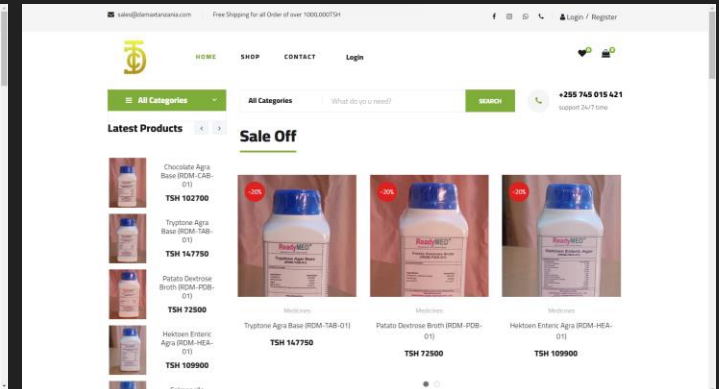 sales@damaxtanzania.com
Free Shipping for all Order of over 1000,000TSH
Login / Register
HOME
SHOP
CONTACT
Login
0
0
All Categories
All Categories
What do yo u need?
SEARCH
+255 745 015 421
support 24/7 time
Latest Products
Sale Off
Chocolate Agra
Base (RDM-CAB-
01)
TSH 102700
Tryptone Agra
Base (RDM-TAB-
01)
TSH 147750
Patato Dextrose
Broth (RDM-PDB-
01)
TSH 72500
Hektoen Enteric
Agra (RDM-HEA-
01)
TSH 109900
-20%
ReadyMED
Medicines
Tryptone Agra Base (RDM-TAB-01)
TSH 147750
-20%
ReadyMED
Medicines
Patato Dextrose Broth (RDM-PDB-
01)
TSH 72500
-20%
ReadyMED
Medicines
Hektoen Enteric Agra (RDM-HEA-
01)
TSH 109900